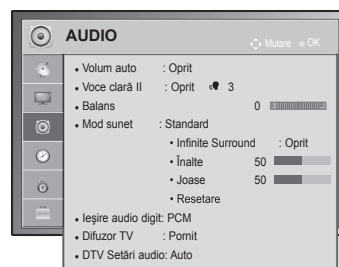 AUDIO
Mutare OK
• Volum auto : Oprit
• Voce clară II : Oprit 3
• Balans 0
• Mod sunet : Standard
• Infinite Surround : Oprit
• Înalte 50
• Joase 50
• Resetare
• Ieşire audio digit: PCM
• Difuzor TV : Pornit
• DTV Setări audio: Auto